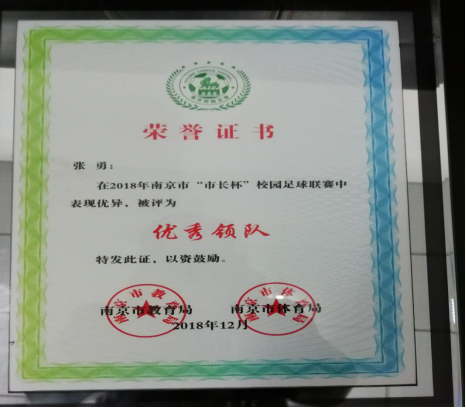 荣誉证书
张 勇：
在2018年南京市“市长杯”校园足球联赛中
表现优异，被评为
优秀领队
特发此证，以资鼓励。
南京市教育局 南京市体育局
2018年12月